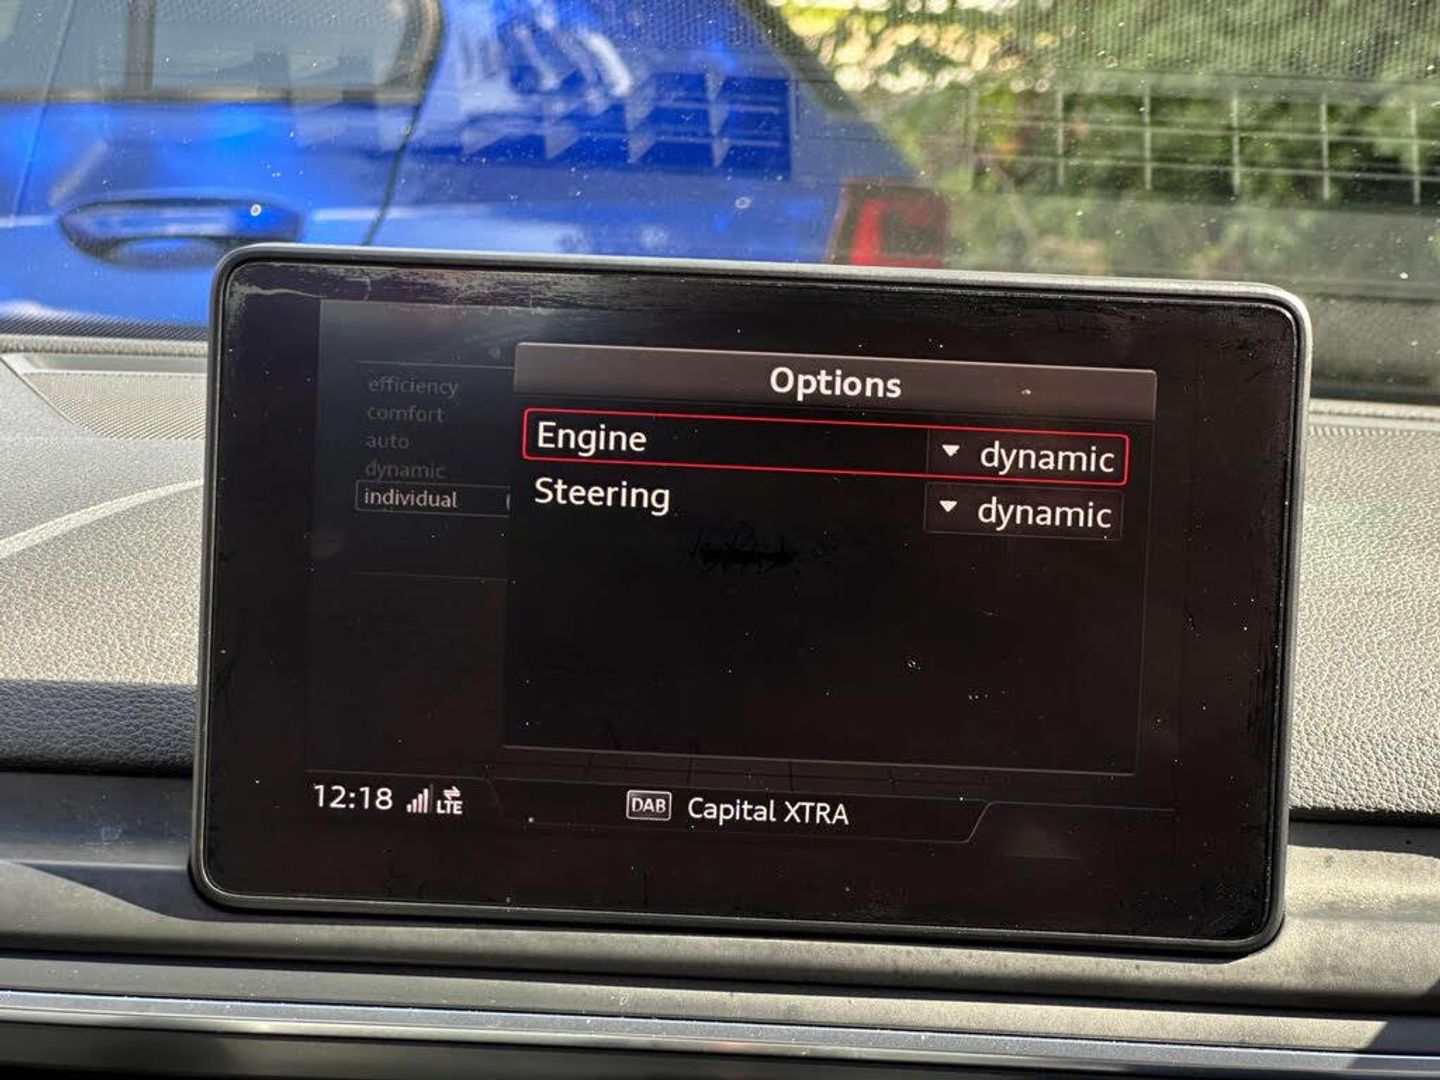 Options
efficiency
comfort
auto
dynamic
individual
Engine dynamic
Steering dynamic
12:18 LTE DAB Capital XTRA